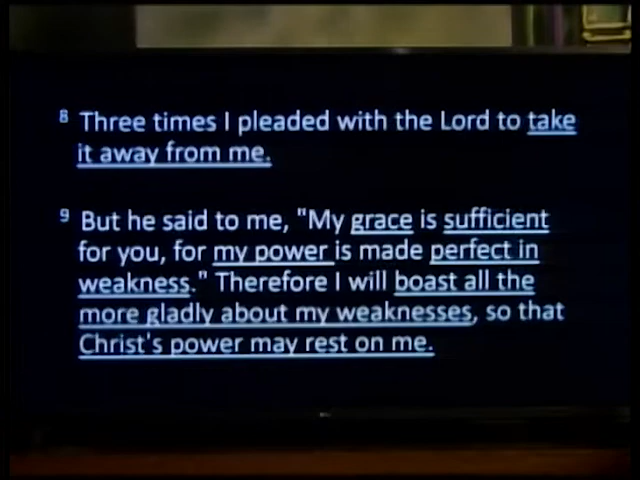 8 Three times I pleaded with the Lord to take
it away from me.
9 But he said to me, "My grace is sufficient
for you, for my power is made perfect in
weakness." Therefore I will boast all the
more gladly about my weaknesses, so that
Christ's power may rest on me.